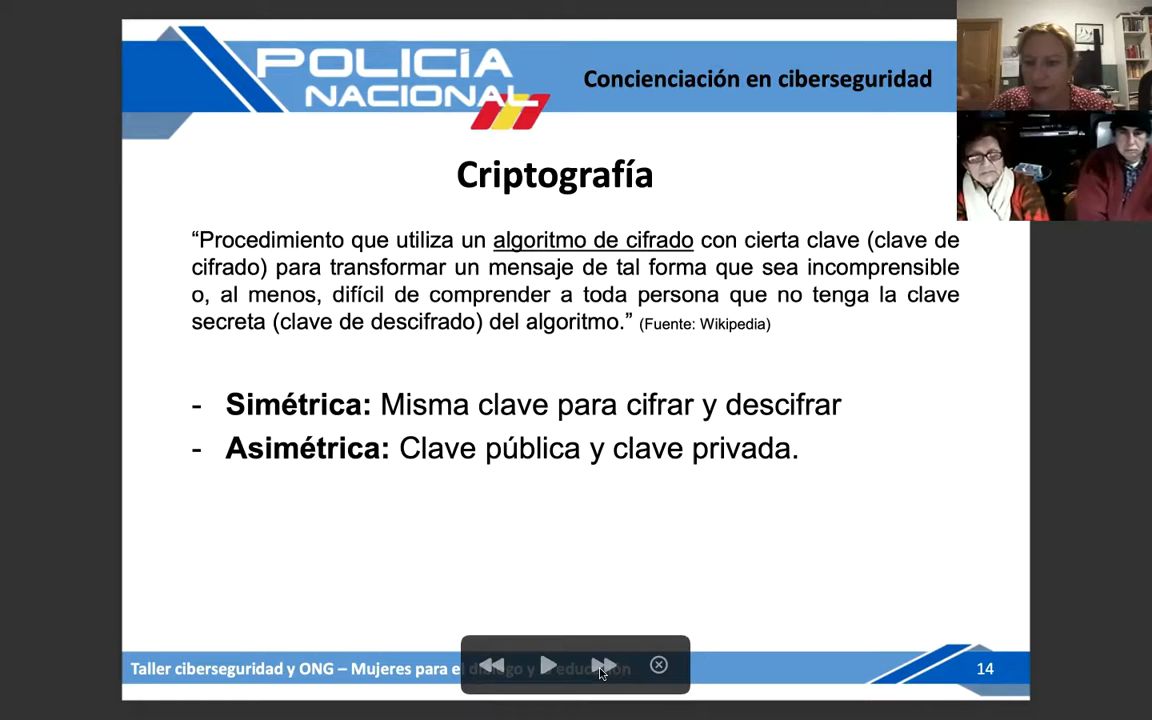 POLICÍA
NACIONAL
Concienciación en ciberseguridad
Criptografía
“Procedimiento que utiliza un algoritmo de cifrado con cierta clave (clave de
cifrado) para transformar un mensaje de tal forma que sea incomprensible
o, al menos, difícil de comprender a toda persona que no tenga la clave
secreta (clave de descifrado) del algoritmo.” (Fuente: Wikipedia)
- Simétrica: Misma clave para cifrar y descifrar
- Asimétrica: Clave pública y clave privada.
Taller ciberseguridad y ONG – Mujeres para el diálogo y la educación
14